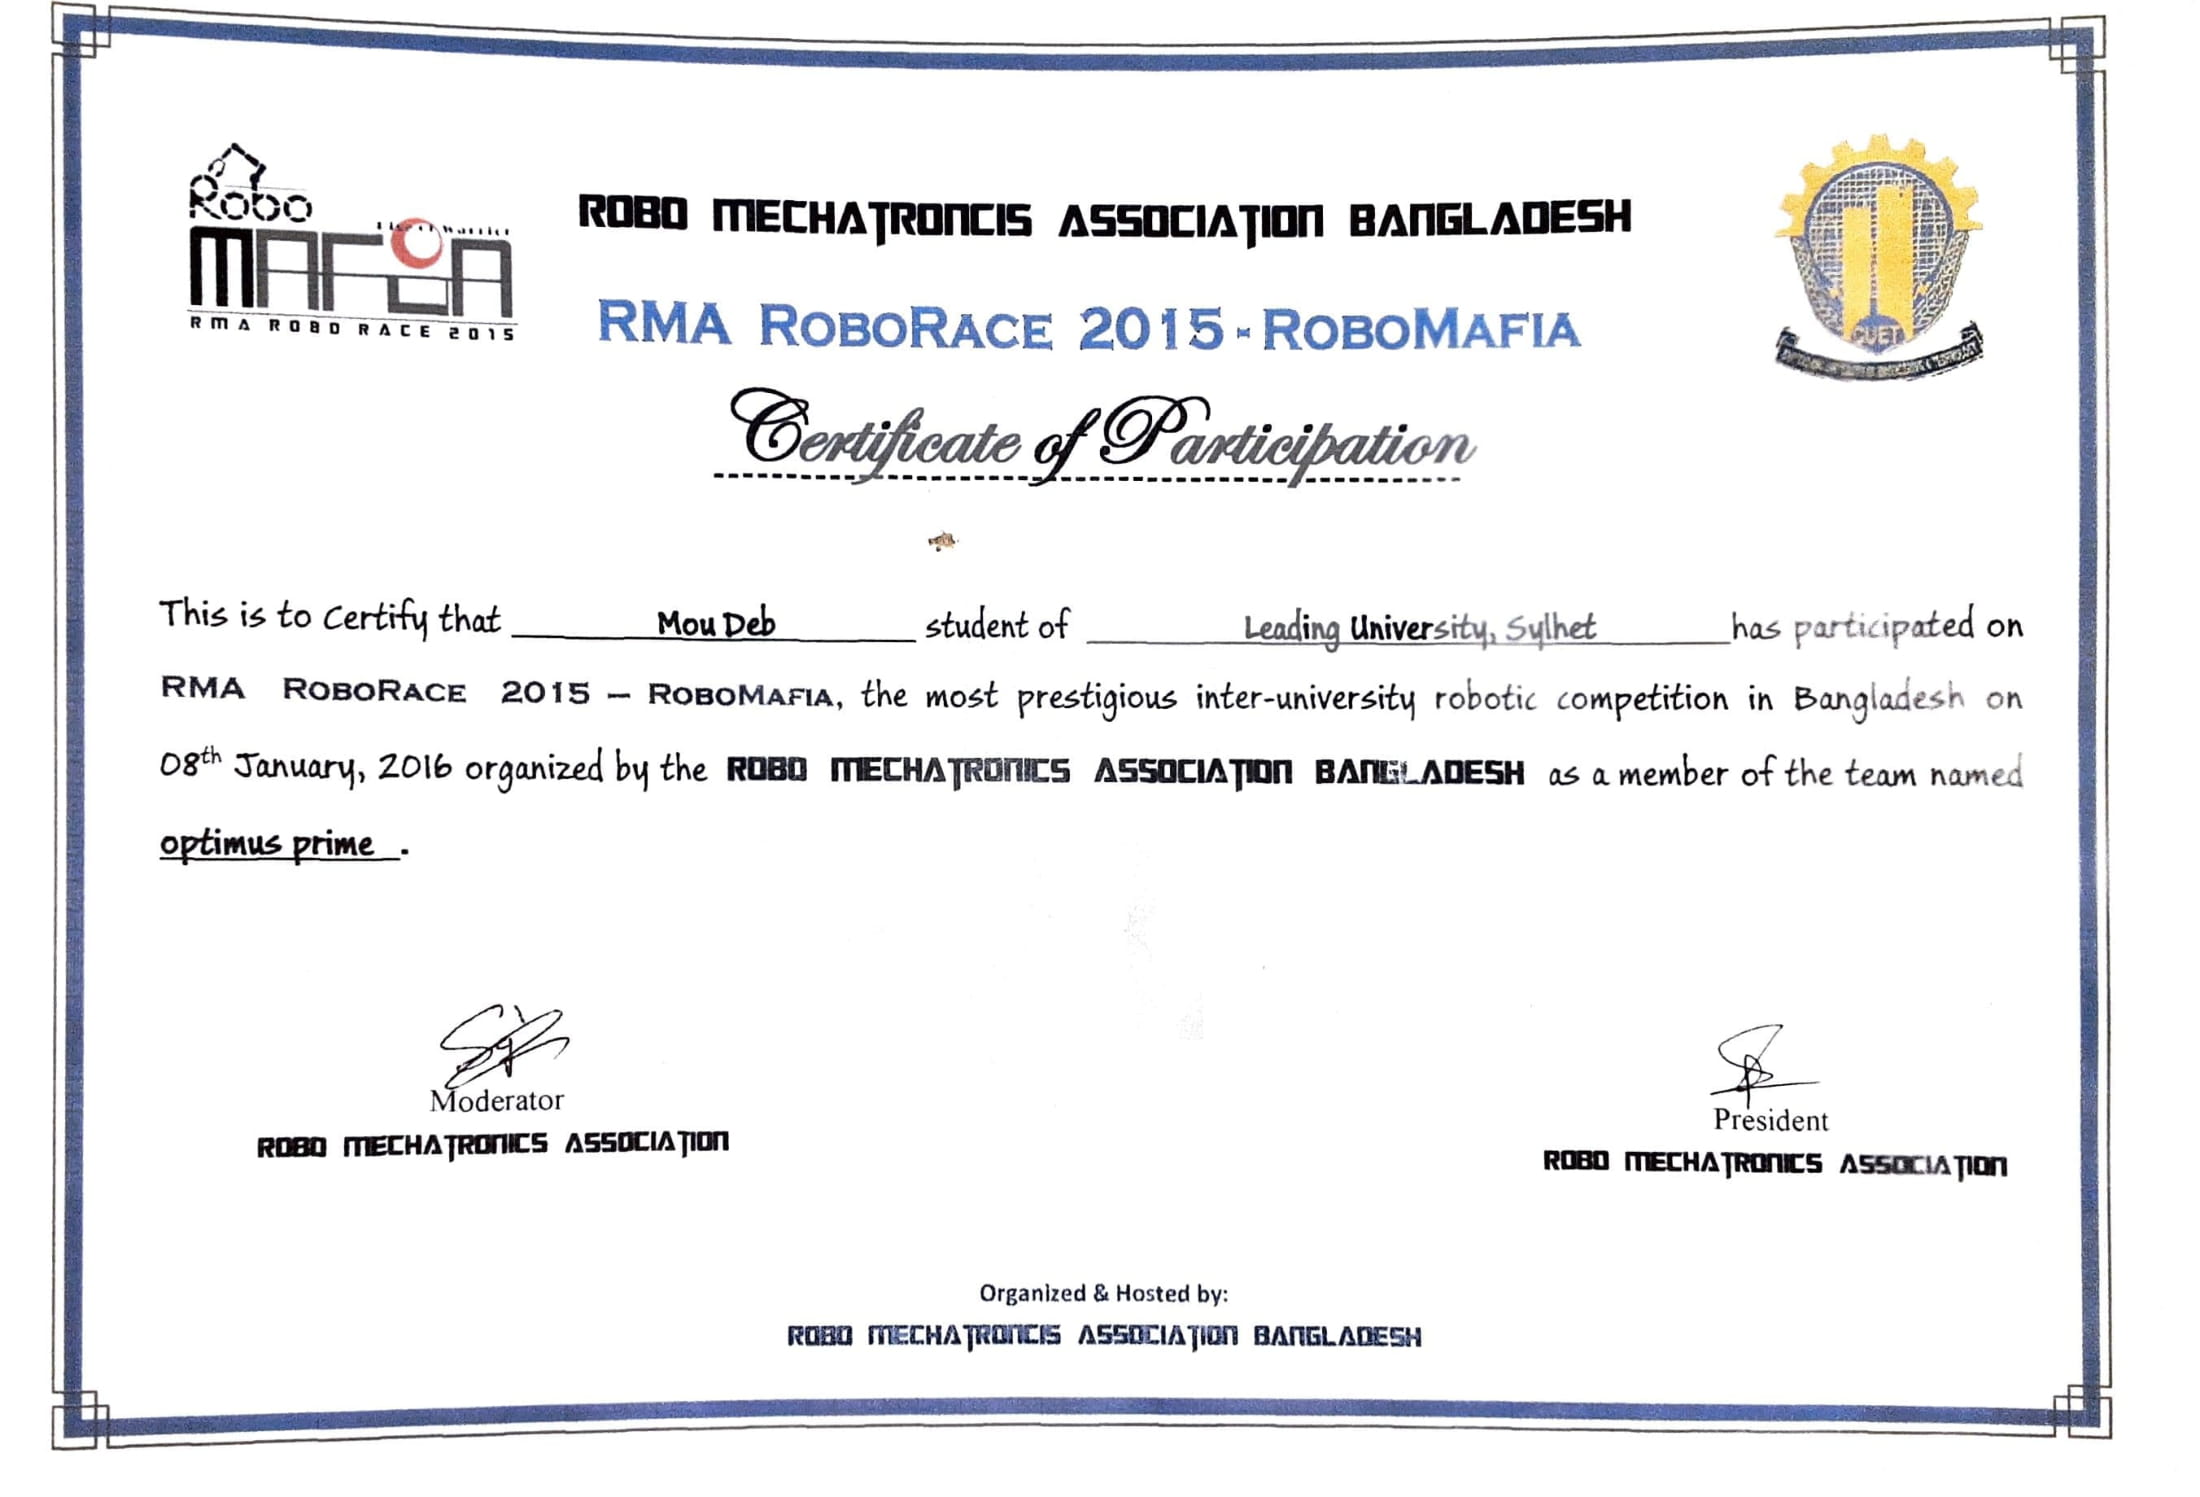 Robo
MAFIA
RMA ROBO RACE 2015
ROBO MECHATRONCIS ASSOCIATION BANGLADESH
RMA ROBORACE 2015 - ROBOMAFIA
CUET
Certificate of Participation
This is to Certify that Mou Deb student of Leading University, Sylhet has participated on
RMA ROBORACE 2015 – ROBOMAFIA, the most prestigious inter-university robotic competition in Bangladesh on
08th January, 2016 organized by the ROBO MECHATRONICS ASSOCIATION BANGLADESH as a member of the team named
optimus prime .
Moderator
ROBO MECHATRONICS ASSOCIATION
President
ROBO MECHATRONICS ASSOCIATION
Organized & Hosted by:
ROBO MECHATRONCIS ASSOCIATION BANGLADESH